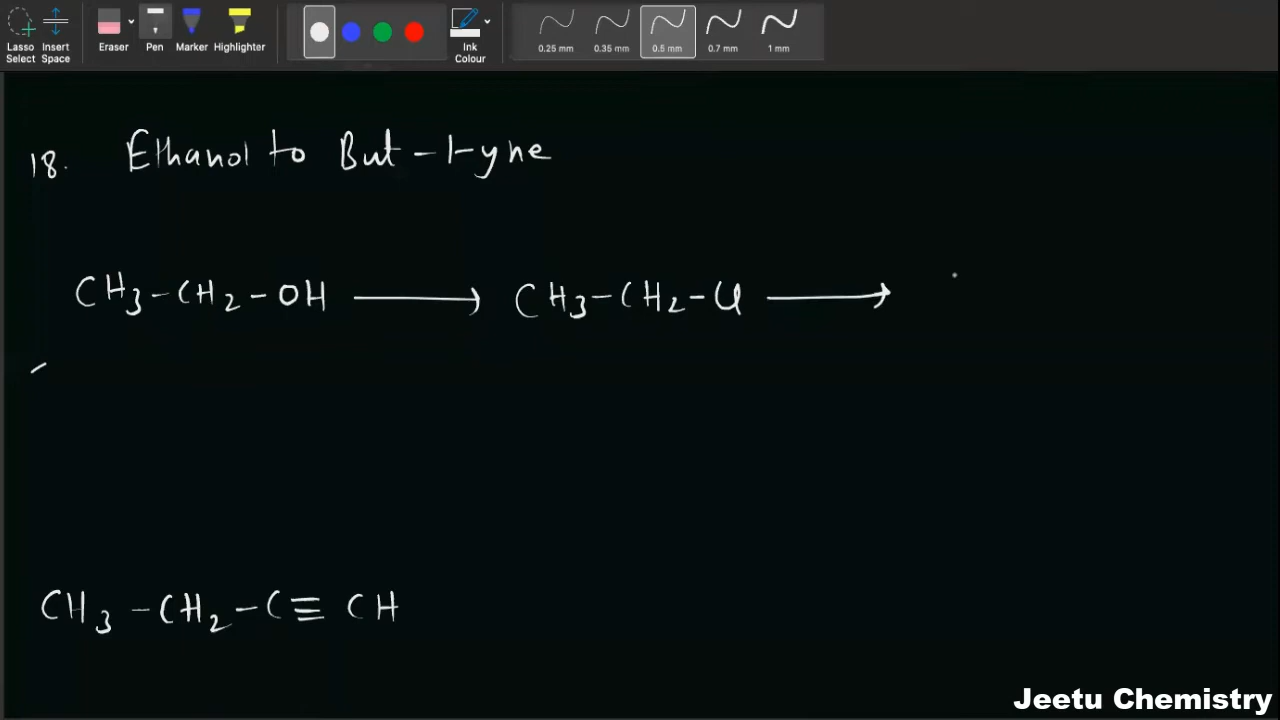 Lasso Select
Insert Space
Eraser
Pen
Marker
Highlighter
Ink Colour
0.25 mm
0.35 mm
0.5 mm
0.7 mm
1 mm
18. Ethanol to But-1-yne
CH3-CH2-OH ⟶ CH3-CH2-Cl ⟶
CH3-CH2-C≡CH
Jeetu Chemistry